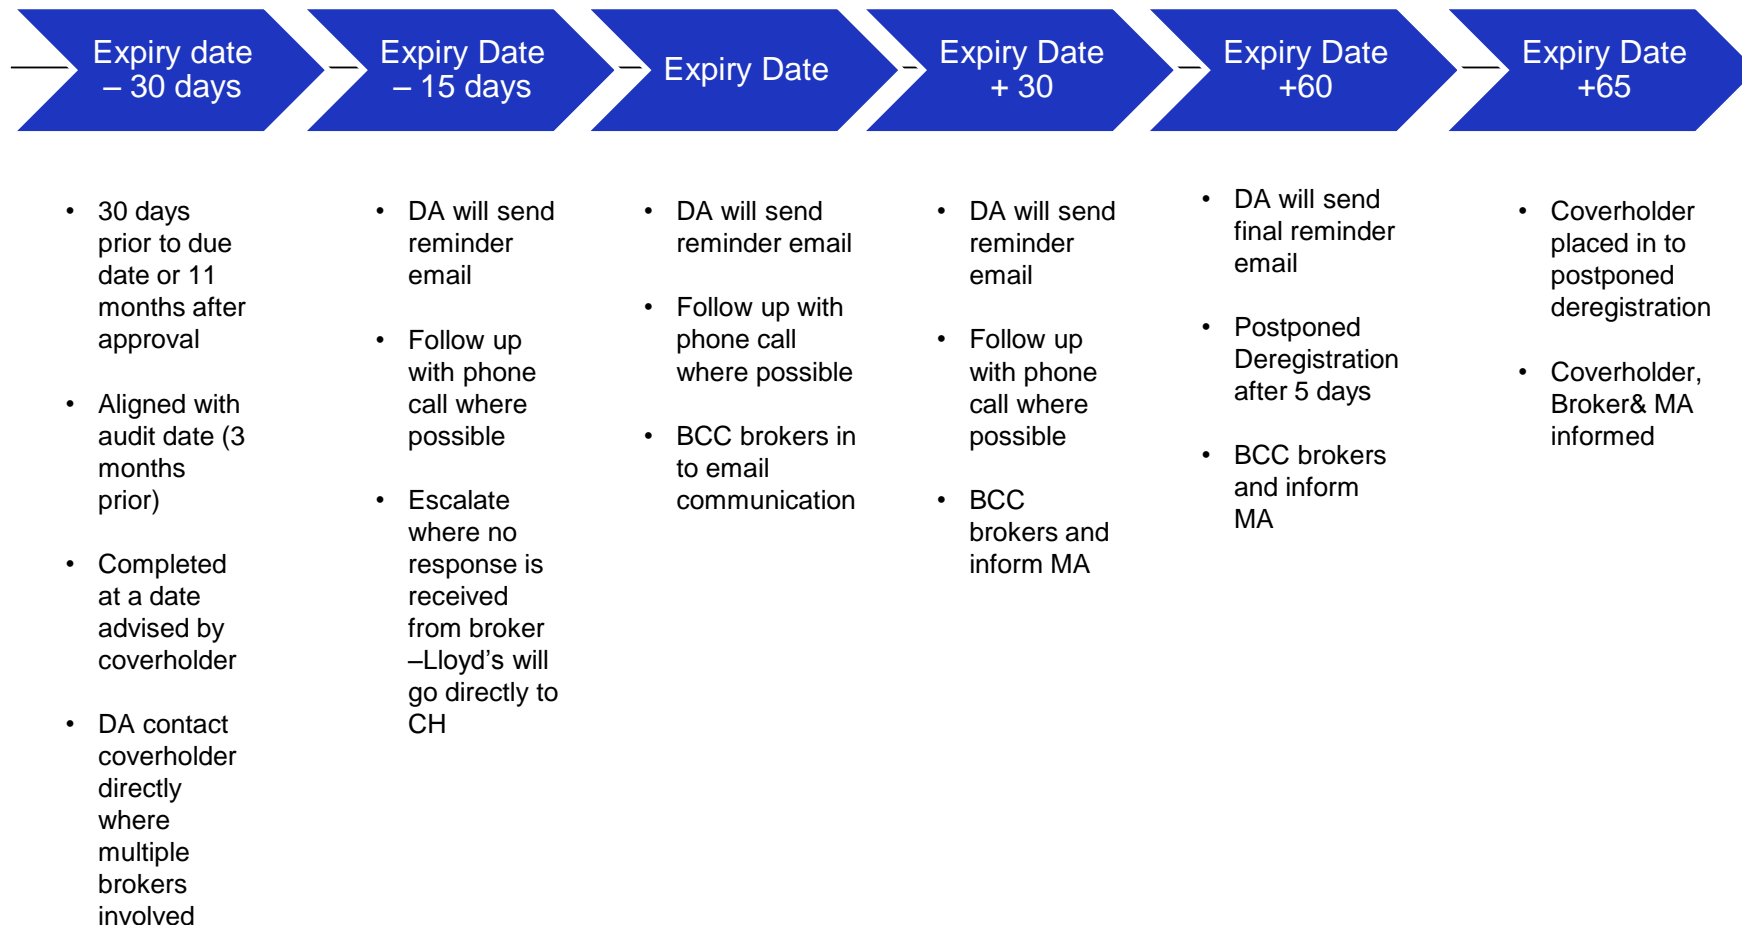 Expiry date
– 30 days
Expiry Date
– 15 days
Expiry Date
Expiry Date
+ 30
Expiry Date
+60
Expiry Date
+65
• 30 days
prior to due
date or 11
months after
approval
• Aligned with
audit date (3
months
prior)
• Completed
at a date
advised by
coverholder
• DA contact
coverholder
directly
where
multiple
brokers
involved
• DA will send
reminder
email
• Follow up
with phone
call where
possible
• Escalate
where no
response is
received
from broker
–Lloyd's will
go directly to
CH
• DA will send
reminder email
• Follow up with
phone call
where possible
• BCC brokers in
to email
communication
• DA will send
reminder
email
• Follow up
with phone
call where
possible
• BCC
brokers and
inform MA
• DA will send
final reminder
email
• Postponed
Deregistration
after 5 days
• BCC brokers
and inform
MA
• Coverholder
placed in to
postponed
deregistration
• Coverholder,
Broker& MA
informed